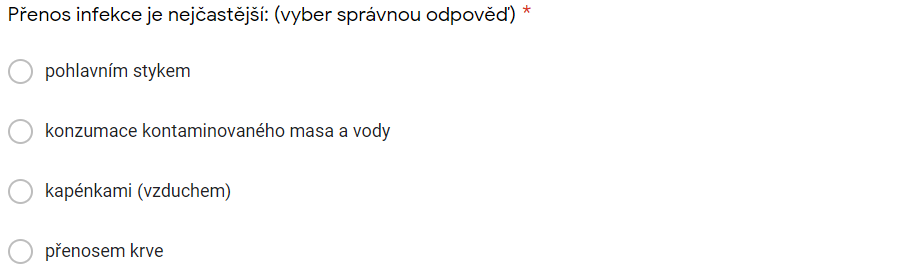 Přenos infekce je nejčastější: (vyber správnou odpověď) *
pohlavním stykem
konzumace kontaminovaného masa a vody
kapénkami (vzduchem)
přenosem krve